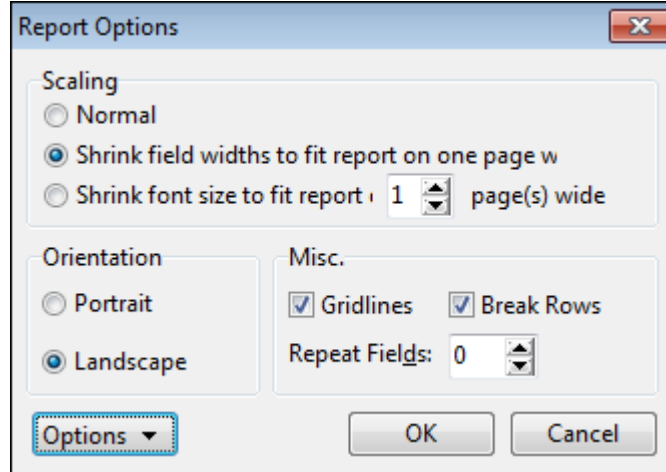 Report Options
Scaling
Normal
Shrink field widths to fit report on one page w
Shrink font size to fit report 1 page(s) wide
Orientation
Misc.
Portrait
Gridlines
Break Rows
Landscape
Repeat Fields: 0
Options
OK
Cancel